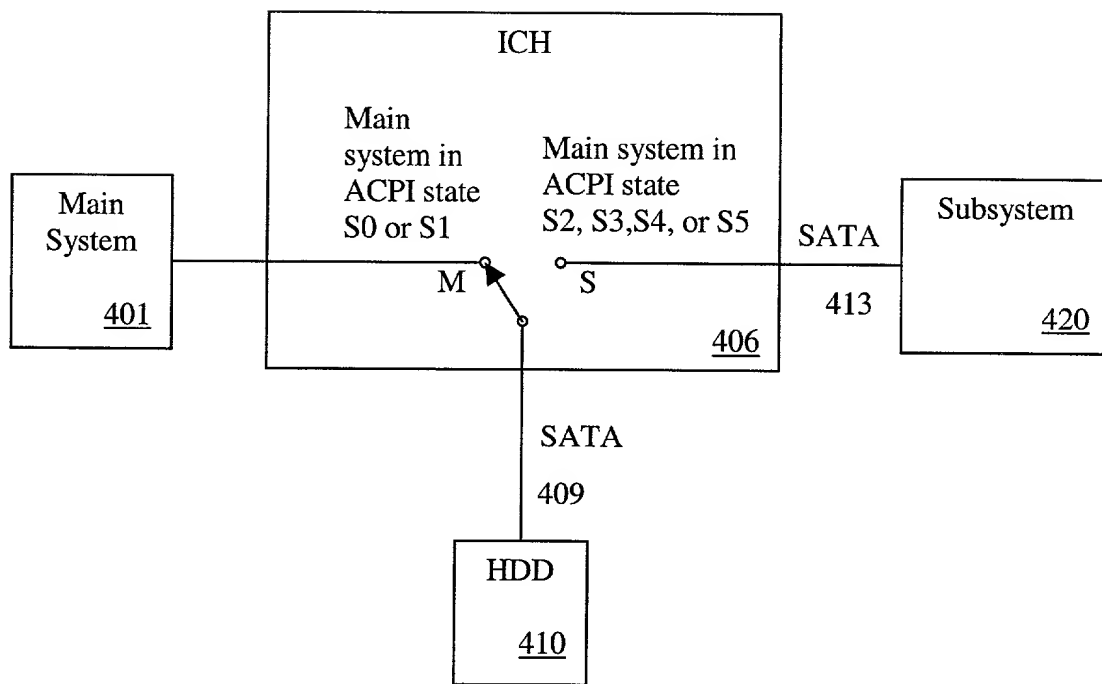 ICH
Main
system in
ACPI state
S0 or S1
Main system in
ACPI state
S2, S3,S4, or S5
Main
System
401
M
S
406
SATA
413
Subsystem
420
SATA
409
HDD
410